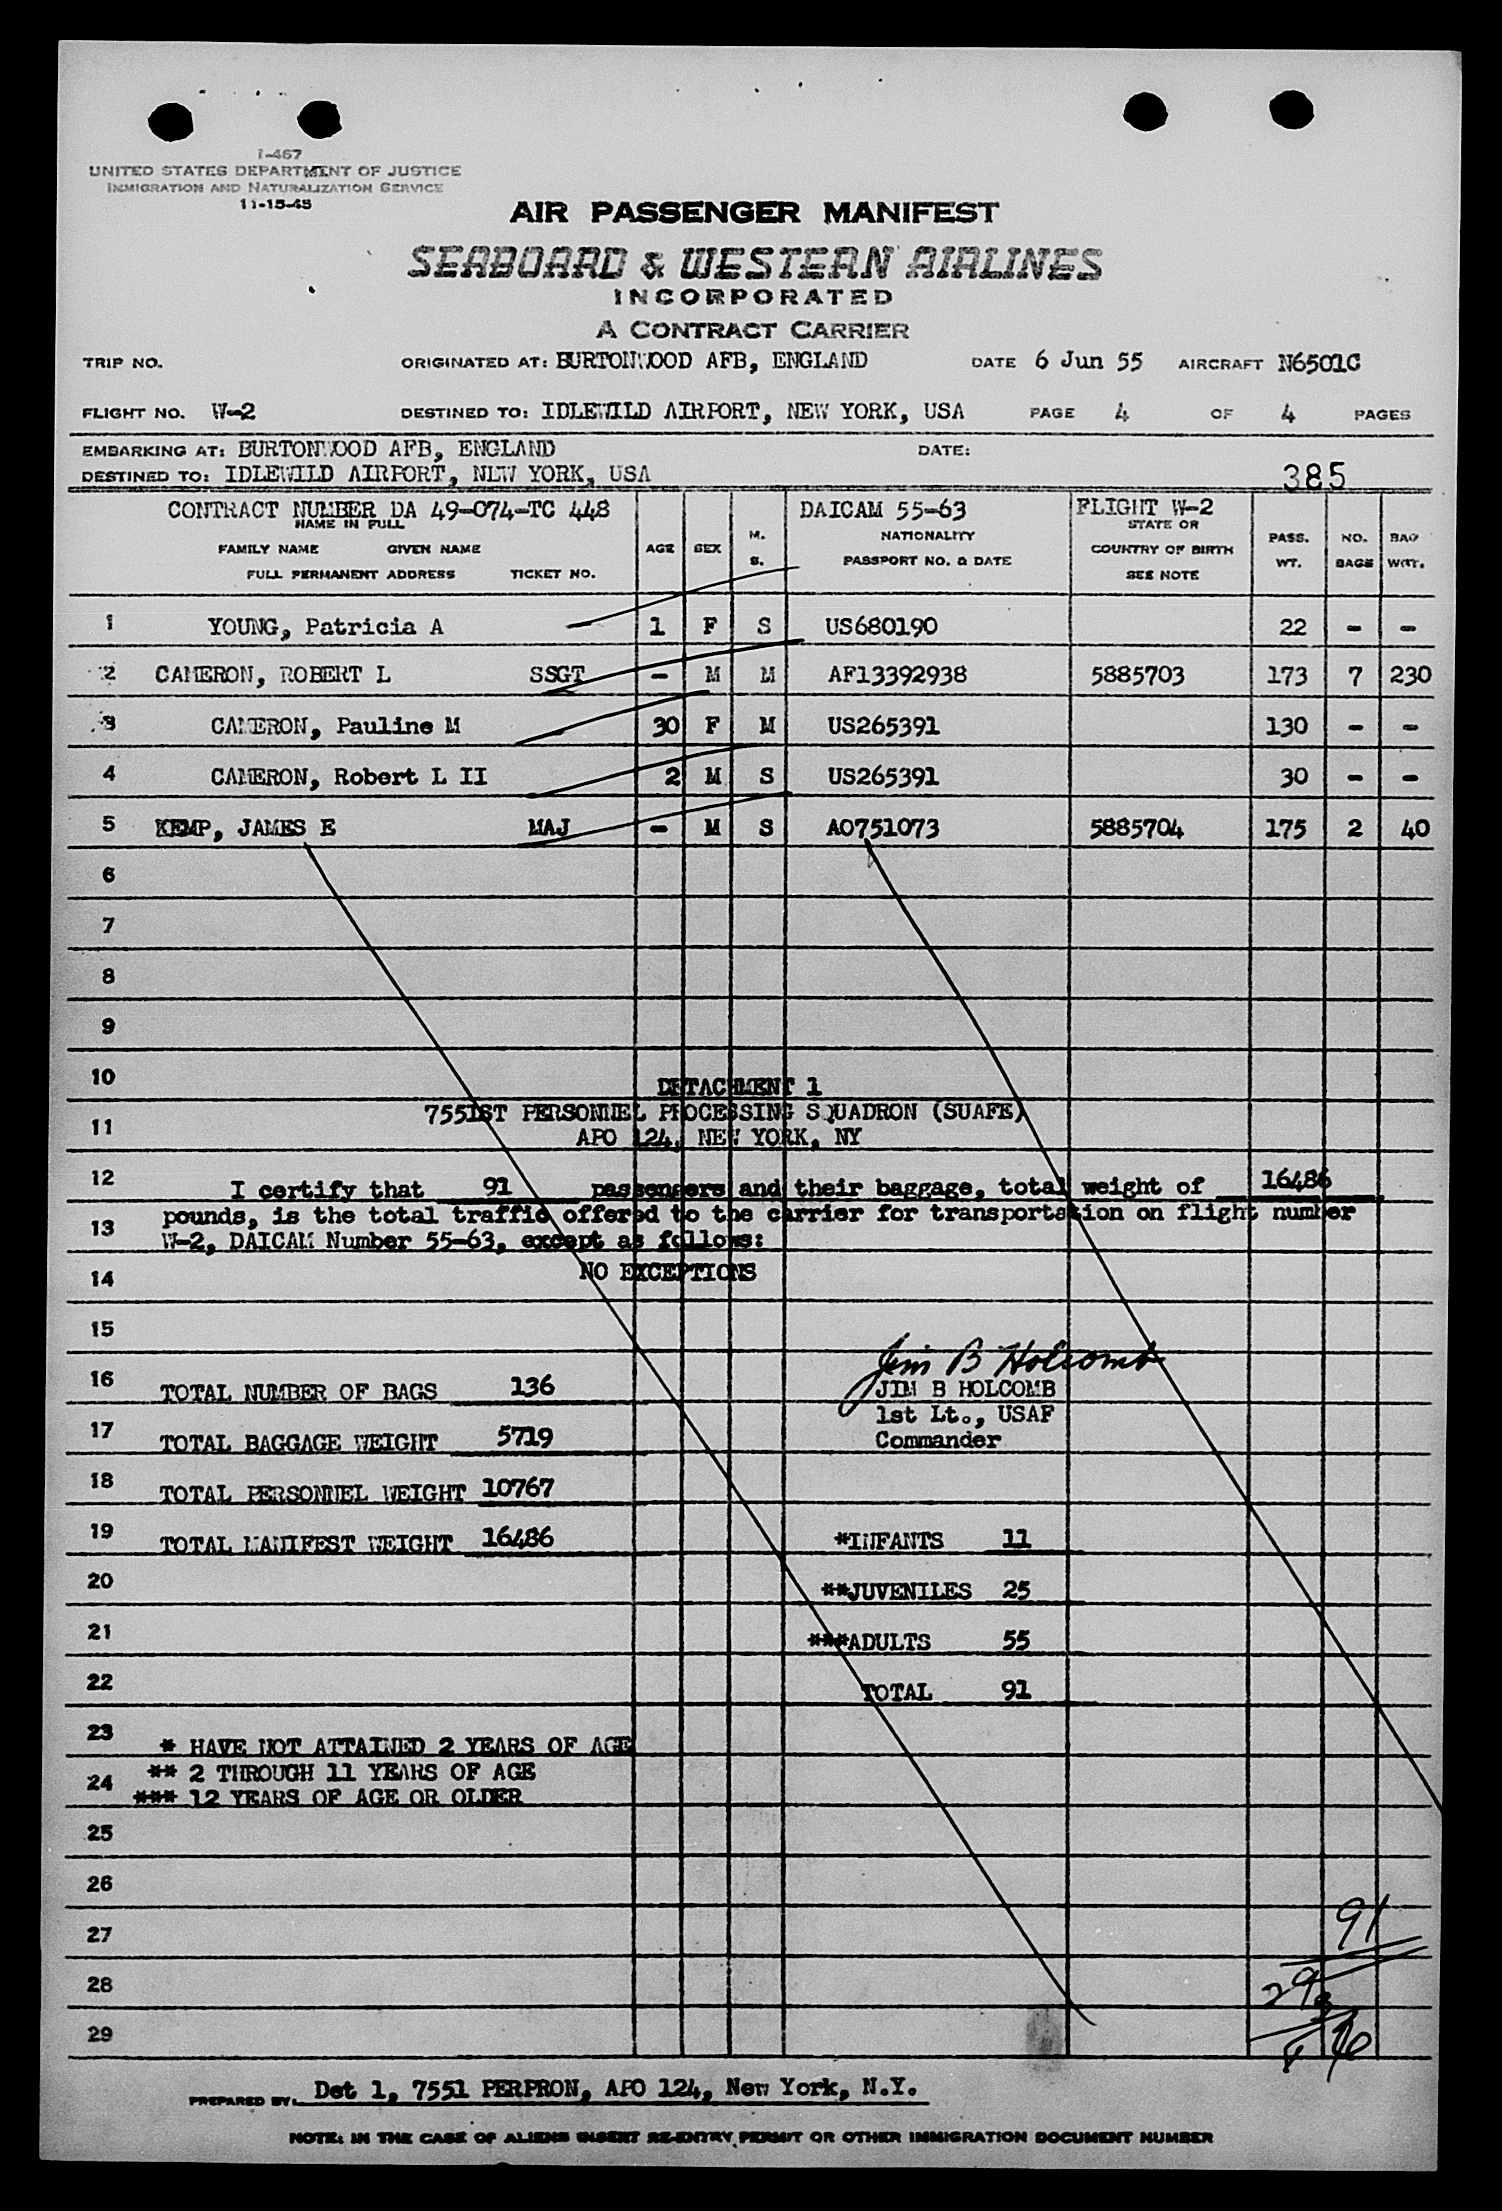 I-467
UNITED STATES DEPARTMENT OF JUSTICE
IMMIGRATION AND NATURALIZATION SERVICE
11-15-45
AIR PASSENGER MANIFEST
SEABOARD & WESTERN AIRLINES
INCORPORATED
A CONTRACT CARRIER
TRIP NO. ORIGINATED AT: BURTONWOOD AFB, ENGLAND DATE 6 Jun 55 AIRCRAFT N6501C
FLIGHT NO. W-2 DESTINED TO: IDLEWILD AIRPORT, NEW YORK, USA PAGE 4 OF 4 PAGES
EMBARKING AT: BURTONWOOD AFB, ENGLAND DATE:
DESTINED TO: IDLEWILD AIRPORT, NEW YORK, USA 385
CONTRACT NUMBER DA 49-074-TC 448 DAICAM 55-63 FLIGHT W-2
NAME IN FULL M. NATIONALITY STATE OR PASS. NO. BAG
FAMILY NAME GIVEN NAME AGE SEX S. PASSPORT NO. & DATE COUNTRY OF BIRTH WT. BAGS WGT.
FULL PERMANENT ADDRESS TICKET NO. SEE NOTE
1 YOUNG, Patricia A 1 F S US680190 22 - -
2 CAMERON, ROBERT L SSGT - M M AF13392938 5885703 173 7 230
3 CAMERON, Pauline M 30 F M US265391 130 - -
4 CAMERON, Robert L II 2 M S US265391 30 - -
5 KEMP, JAMES E MAJ - M S AO751073 5885704 175 2 40
6
7
8
9
10 DETACHMENT 1
11 7551ST PERSONNEL PROCESSING SQUADRON (SUAFE)
APO 124, NEW YORK, NY
12 I certify that 91 passengers and their baggage, total weight of 16486
13 pounds, is the total traffic offered to the carrier for transportation on flight number
W-2, DAICAM Number 55-63, except as follows:
14 NO EXCEPTIONS
15
Jim B Holcomb
16 TOTAL NUMBER OF BAGS 136 JIM B HOLCOMB
1st Lt., USAF
17 TOTAL BAGGAGE WEIGHT 5719 Commander
18 TOTAL PERSONNEL WEIGHT 10767
19 TOTAL MANIFEST WEIGHT 16486 *INFANTS 11
20 **JUVENILES 25
21 ***ADULTS 55
22 TOTAL 91
23 * HAVE NOT ATTAINED 2 YEARS OF AGE
24 ** 2 THROUGH 11 YEARS OF AGE
*** 12 YEARS OF AGE OR OLDER
25
26
27 91
28
29
PREPARED BY: Det 1, 7551 PERPRON, APO 124, New York, N.Y.
NOTE: IN THE CASE OF ALIENS INSERT RE-ENTRY PERMIT OR OTHER IMMIGRATION DOCUMENT NUMBER